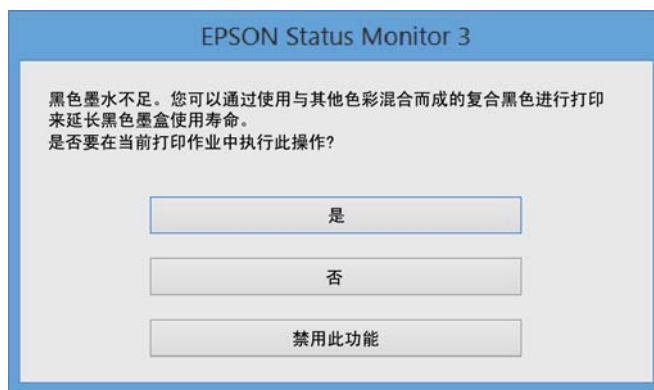 EPSON Status Monitor 3
黑色墨水不足。您可以通过使用与其他色彩混合而成的复合黑色进行打印
来延长黑色墨盒使用寿命。
是否要在当前打印作业中执行此操作?
是
否
禁用此功能